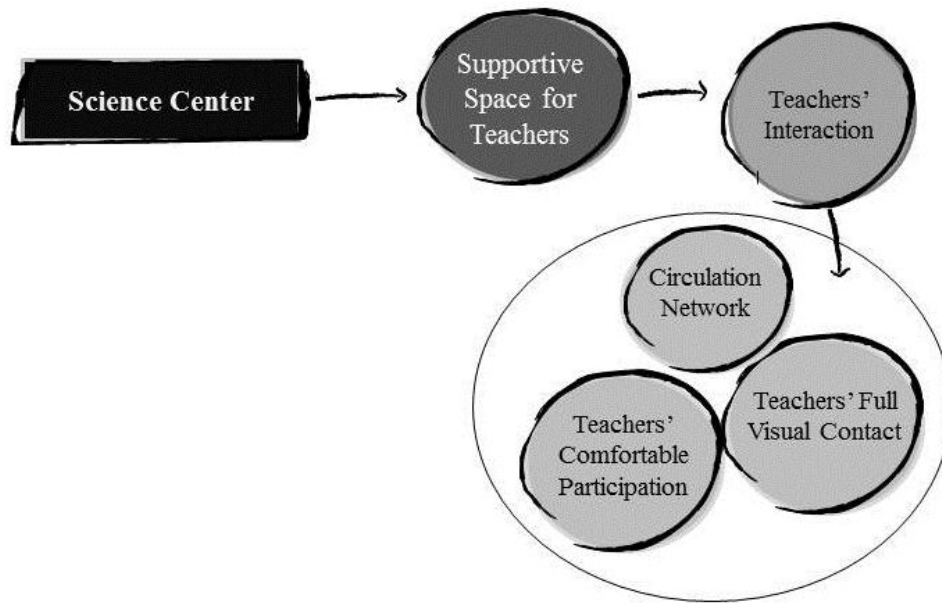 Science Center
Supportive
Space for
Teachers
Teachers’
Interaction
Circulation
Network
Teachers’
Comfortable
Participation
Teachers’ Full
Visual Contact